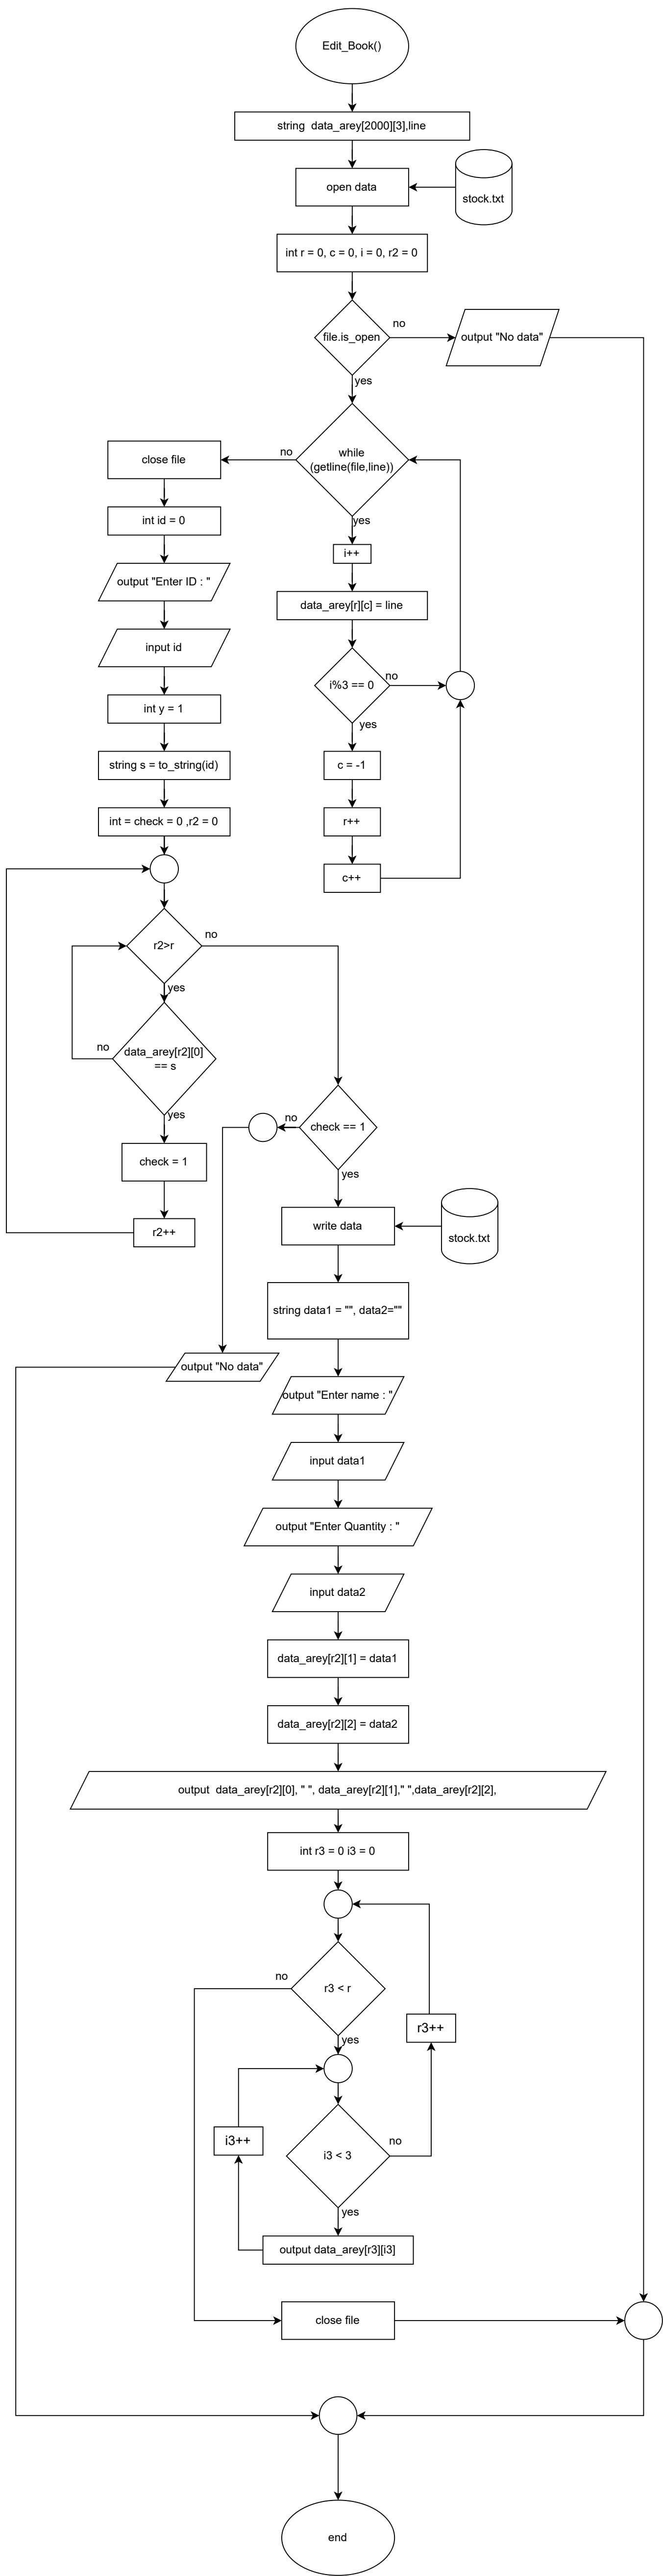 Edit_Book()
string  data_arey[2000][3],line
open data
stock.txt
int r = 0, c = 0, i = 0, r2 = 0
file.is_open
no
output "No data"
yes
while
(getline(file,line))
no
close file
yes
int id = 0
i++
output "Enter ID : "
data_arey[r][c] = line
input id
i%3 == 0
no
yes
int y = 1
string s = to_string(id)
c = -1
int = check = 0 ,r2 = 0
r++
c++
r2>r
no
yes
data_arey[r2][0]
== s
no
yes
check = 1
r2++
check == 1
no
yes
write data
stock.txt
string data1 = "", data2=""
output "No data"
output "Enter name : "
input data1
output "Enter Quantity : "
input data2
data_arey[r2][1] = data1
data_arey[r2][2] = data2
output  data_arey[r2][0], " ", data_arey[r2][1]," ",data_arey[r2][2],
int r3 = 0 i3 = 0
r3 < r
no
yes
r3++
i3++
i3 < 3
no
yes
output data_arey[r3][i3]
close file
end